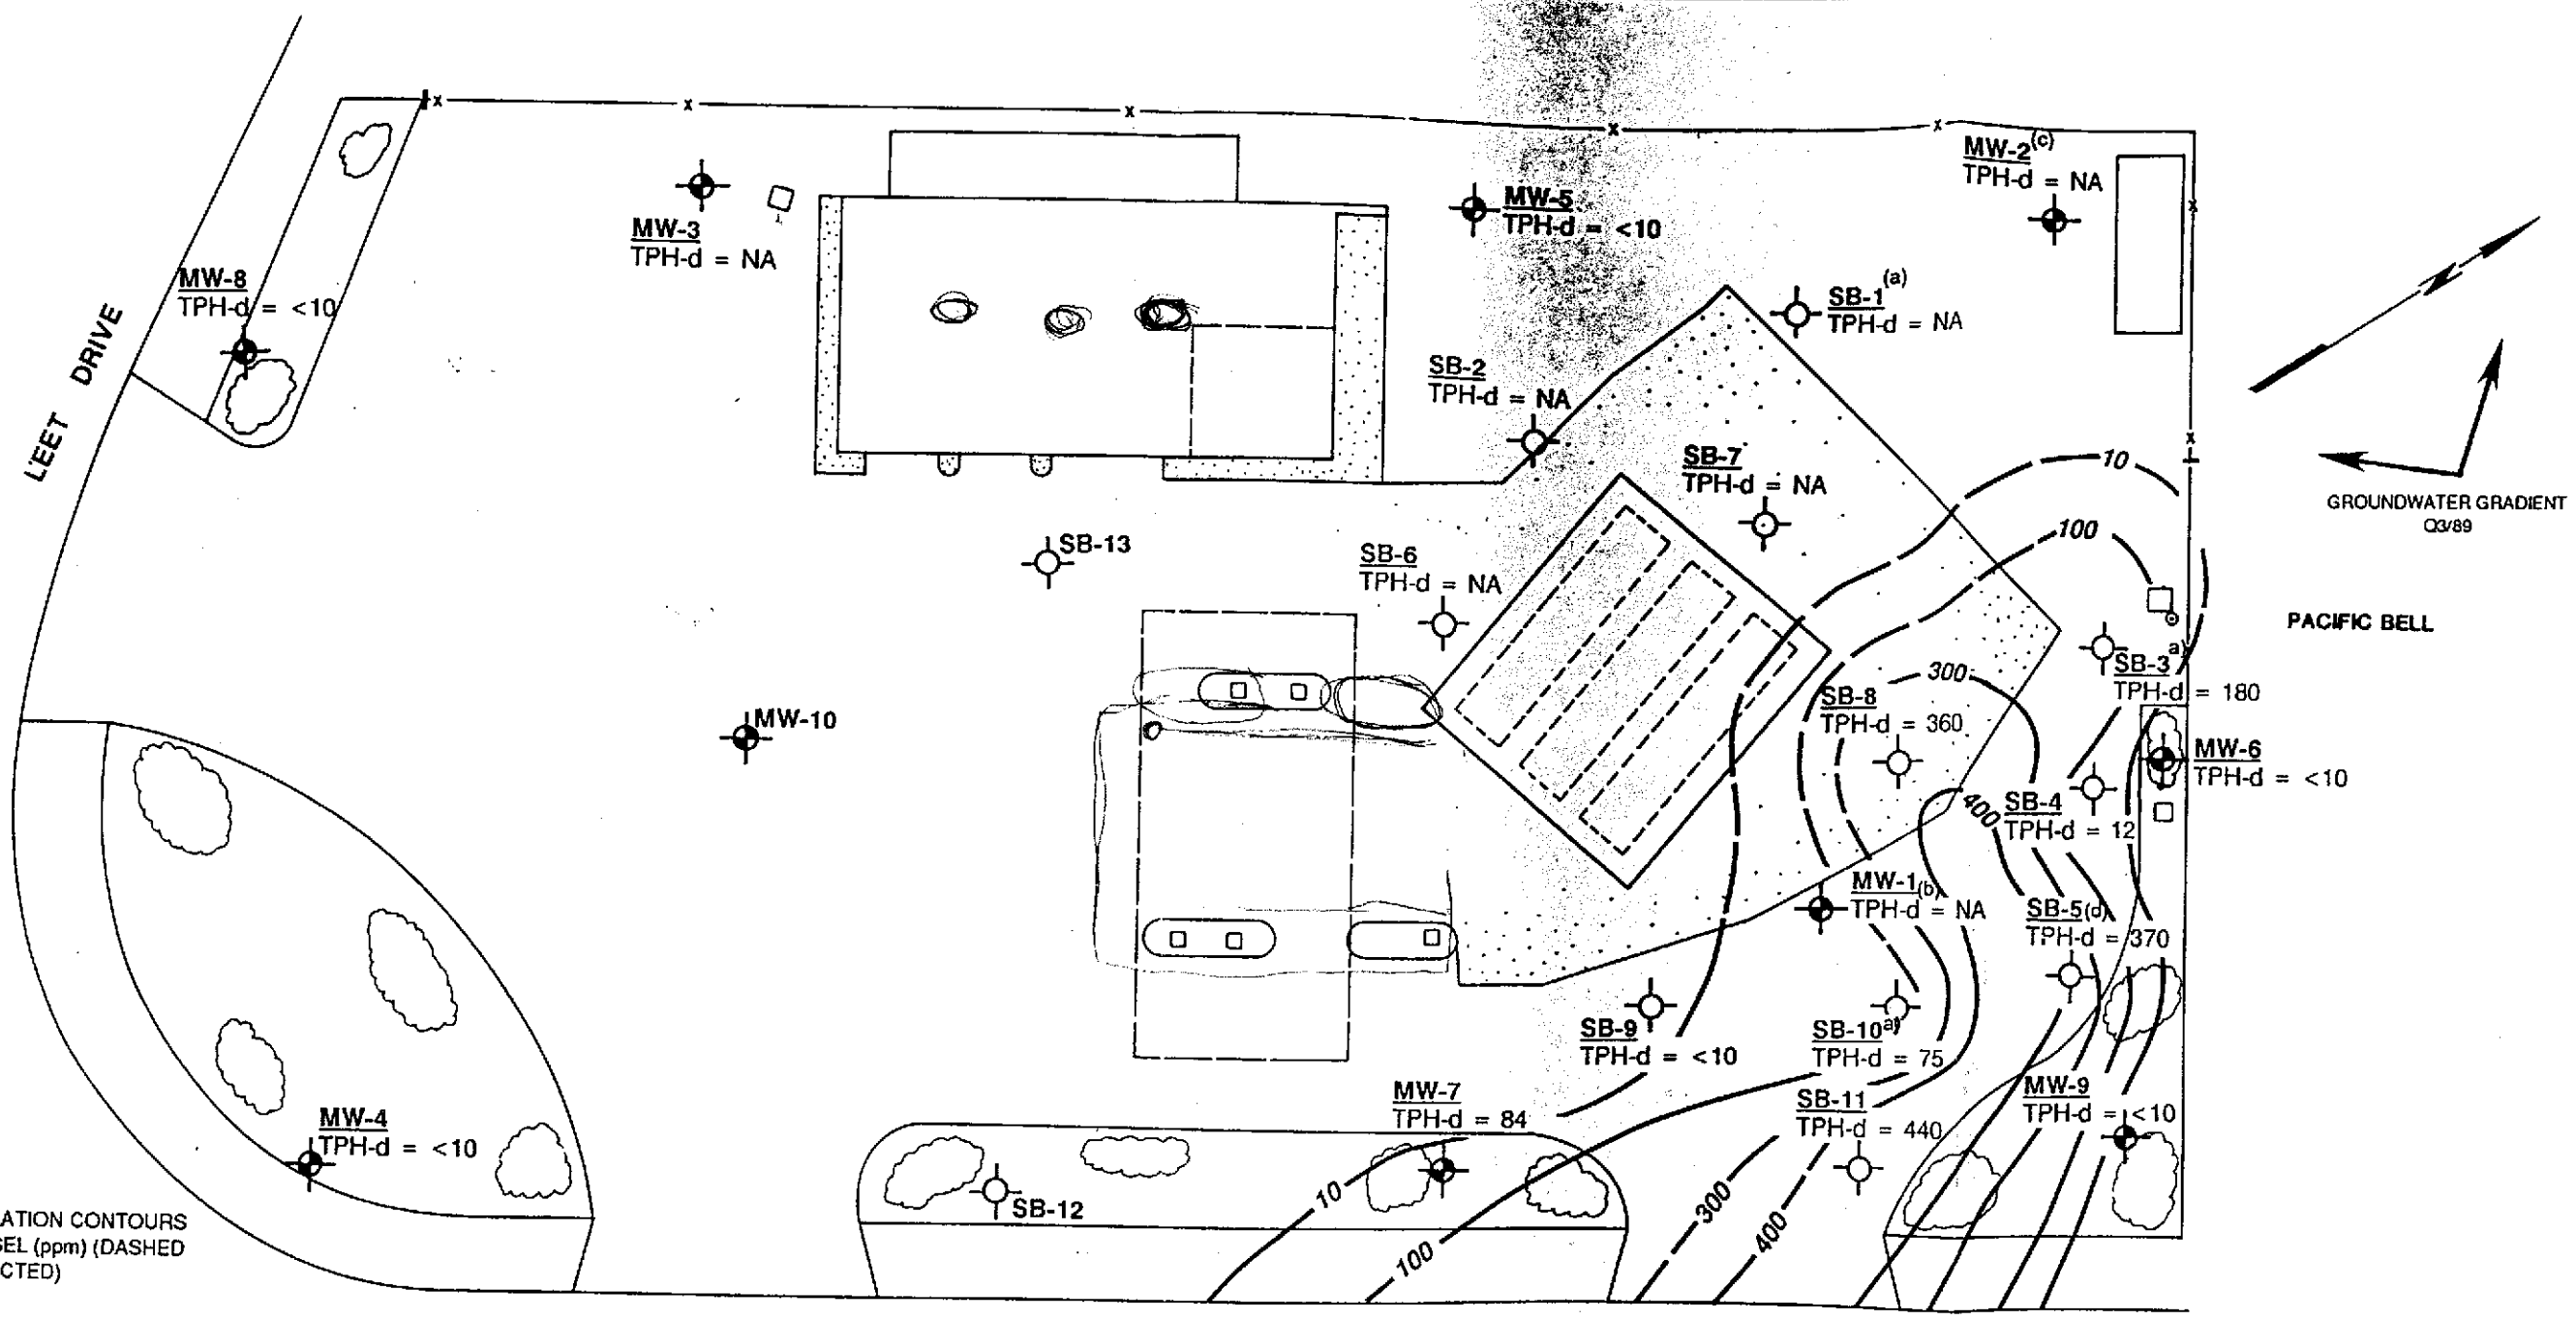 MW-2(c)
TPH-d = NA
MW-5
TPH-d = <10
MW-3
TPH-d = NA
MW-8
TPH-d = <10
SB-1(a)
TPH-d = NA
LEET DRIVE
SB-2
TPH-d = NA
SB-7
TPH-d = NA
10
GROUNDWATER GRADIENT
Q3/89
100
SB-13
SB-6
TPH-d = NA
PACIFIC BELL
SB-3 a)
TPH-d = 180
300
SB-8
TPH-d = 360
MW-10
MW-6
TPH-d = <10
400
SB-4
TPH-d = 12
MW-1(b)
TPH-d = NA
SB-5(d)
TPH-d = 370
SB-9
TPH-d = <10
SB-10a)
TPH-d = 75
MW-7
TPH-d = 84
SB-11
TPH-d = 440
MW-9
TPH-d = <10
MW-4
TPH-d = <10
SB-12
10
100
300
400
ATION CONTOURS
SEL (ppm) (DASHED
CTED)